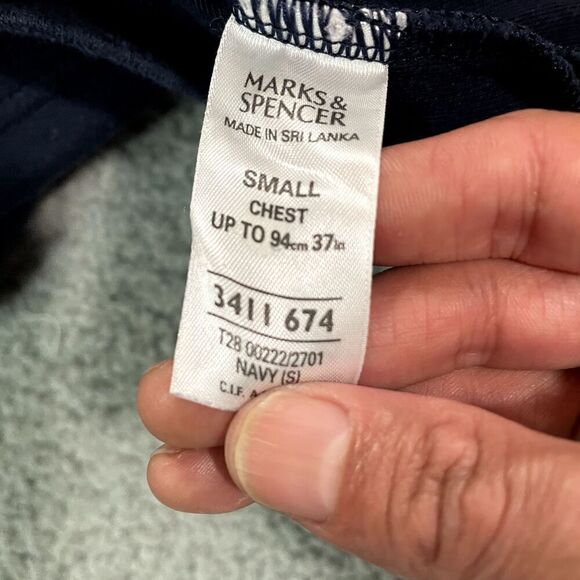 MARKS &
SPENCER
MADE IN SRI LANKA
SMALL
CHEST
UP TO 94cm 37in
3411 674
T28 00222/2701
NAVY (S)
C.I.F.